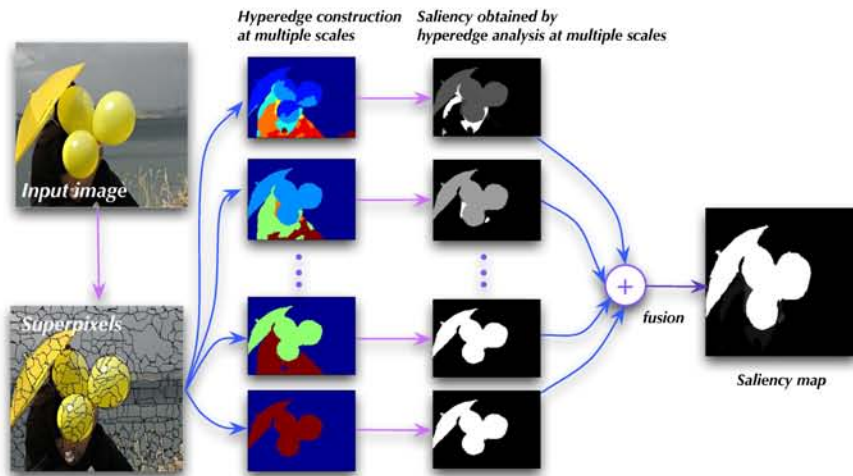 Hyperedge construction
at multiple scales
Saliency obtained by
hyperedge analysis at multiple scales
Input image
Superpixels
+
fusion
Saliency map